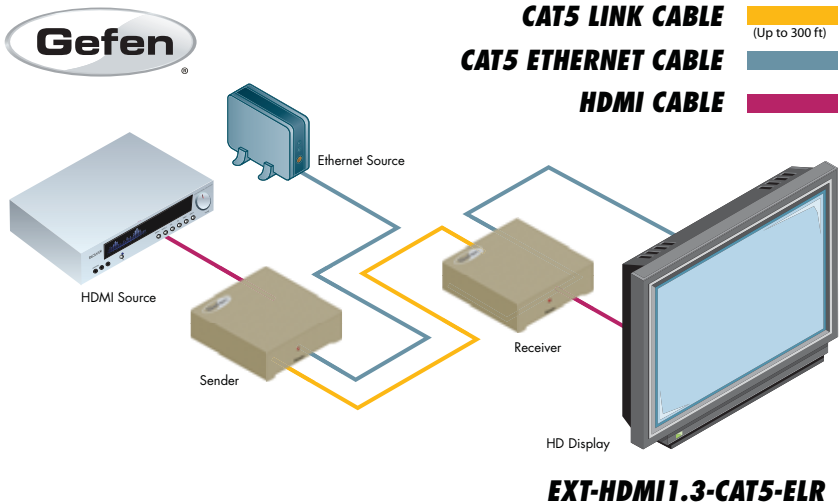 Gefen
®
CAT5 LINK CABLE
(Up to 300 ft)
CAT5 ETHERNET CABLE
HDMI CABLE
Ethernet Source
HDMI Source
Sender
Receiver
HD Display
EXT-HDMI1.3-CAT5-ELR